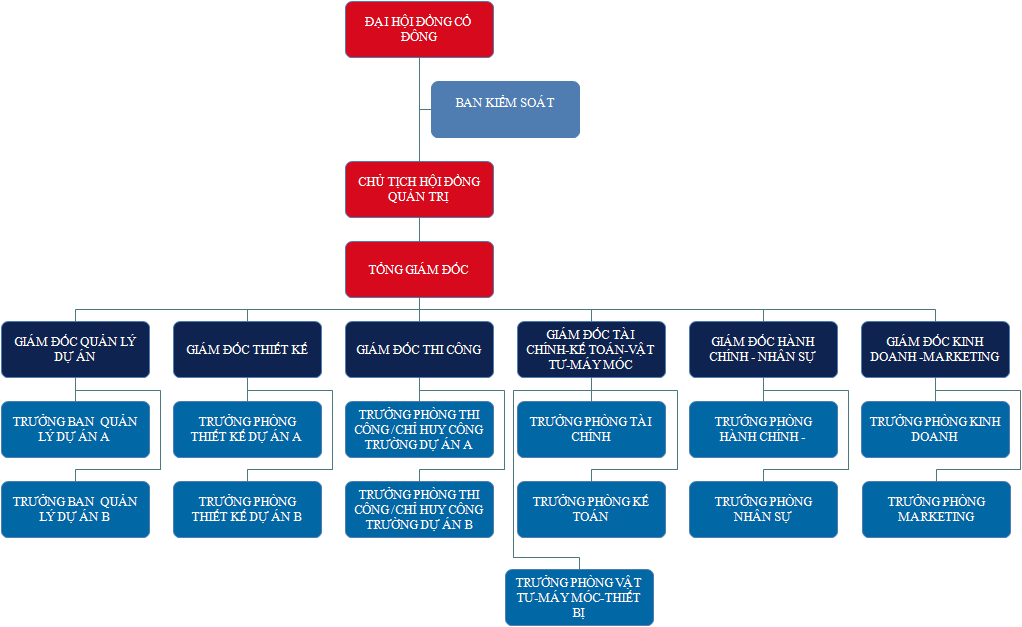 ĐẠI HỘI ĐỒNG CỔ
ĐÔNG
BAN KIỂM SOÁT
CHỦ TỊCH HỘI ĐỒNG
QUẢN TRỊ
TỔNG GIÁM ĐỐC
GIÁM ĐỐC QUẢN LÝ
DỰ ÁN
GIÁM ĐỐC THIẾT KẾ
GIÁM ĐỐC THI CÔNG
GIÁM ĐỐC TÀI
CHÍNH-KẾ TOÁN-VẬT
TƯ-MÁY MÓC
GIÁM ĐỐC HÀNH
CHÍNH - NHÂN SỰ
GIÁM ĐỐC KINH
DOANH -MARKETING
TRƯỞNG BAN QUẢN
LÝ DỰ ÁN A
TRƯỞNG PHÒNG
THIẾT KẾ DỰ ÁN A
TRƯỞNG PHÒNG THI
CÔNG /CHỈ HUY CÔNG
TRƯỜNG DỰ ÁN A
TRƯỞNG PHÒNG TÀI
CHÍNH
TRƯỞNG PHÒNG
HÀNH CHÍNH -
TRƯỞNG PHÒNG KINH
DOANH
TRƯỞNG BAN QUẢN
LÝ DỰ ÁN B
TRƯỞNG PHÒNG
THIẾT KẾ DỰ ÁN B
TRƯỞNG PHÒNG THI
CÔNG /CHỈ HUY CÔNG
TRƯỜNG DỰ ÁN B
TRƯỞNG PHÒNG KẾ
TOÁN
TRƯỞNG PHÒNG
NHÂN SỰ
TRƯỞNG PHÒNG
MARKETING
TRƯỞNG PHÒNG VẬT
TƯ-MÁY MÓC-THIẾT
BỊ